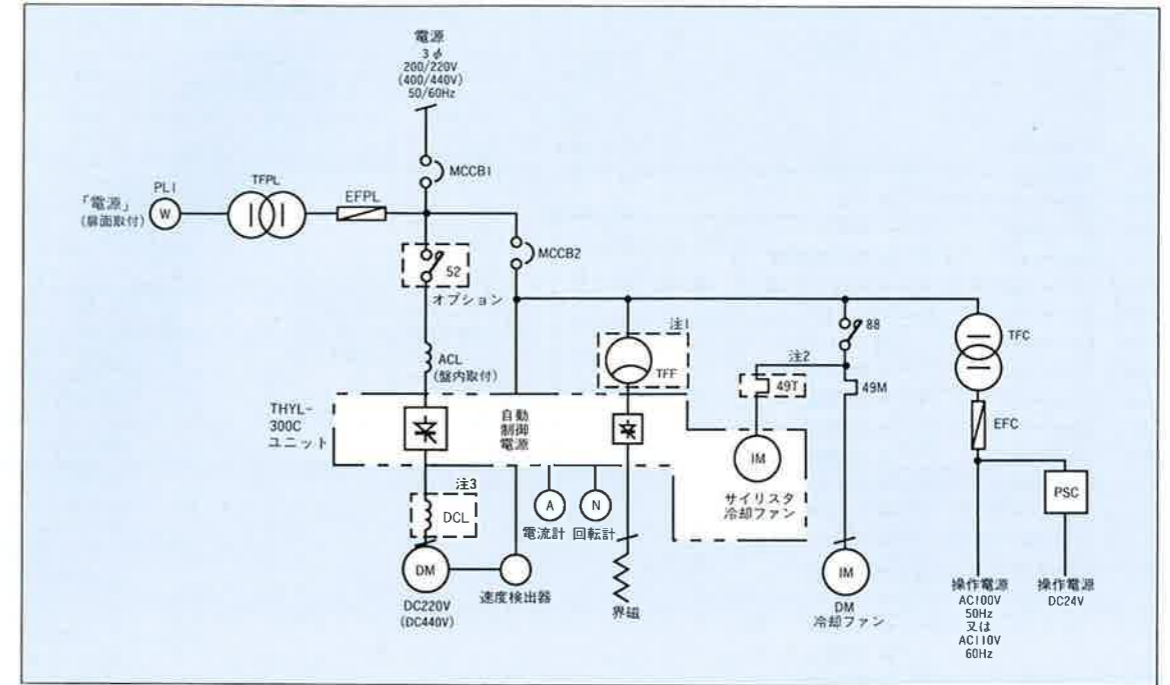 電源
3φ
200/220V
(400/440V)
50/60Hz
MCCB1
PL1
TFPL
EFPL
「電源」
(扉面取付)
W
MCCB2
52
オプション
注1
88
TFC
ACL
(盤内取付)
TFF
注2
49T
49M
THYL-
300C
ユニット
自動
制御
電源
EFC
IM
サイリスタ
冷却ファン
PSC
注3
DCL
A
N
電流計
回転計
DM
DC220V
(DC440V)
速度検出器
界磁
IM
DM
冷却ファン
操作電源
AC100V
50Hz
又は
AC110V
60Hz
操作電源
DC24V